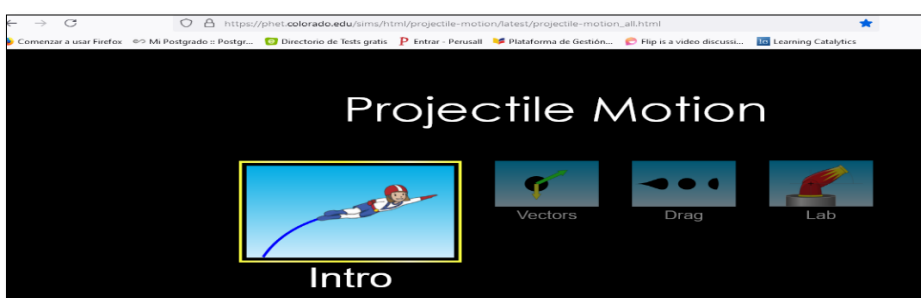 https://phet.colorado.edu/sims/html/projectile-motion/latest/projectile-motion_all.html
Comenzar a usar Firefox Mi Postgrado :: Postgr... Directorio de Tests gratis Entrar - Perusall Plataforma de Gestión... Flip is a video discussi... Learning Catalytics
Projectile Motion
Vectors Drag Lab
Intro